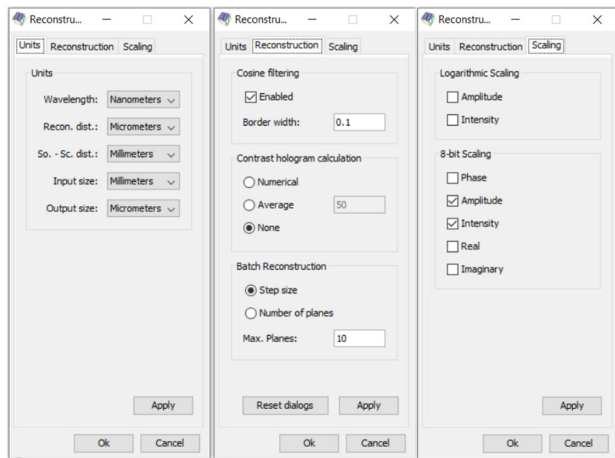 Reconstru...
Units Reconstruction Scaling
Units
Wavelength: Nanometers
Recon. dist.: Micrometers
So. - Sc. dist.: Millimeters
Input size: Millimeters
Output size: Micrometers
Apply
Ok Cancel
Reconstru...
Units Reconstruction Scaling
Cosine filtering
Enabled
Border width: 0.1
Contrast hologram calculation
Numerical
Average 50
None
Batch Reconstruction
Step size
Number of planes
Max. Planes: 10
Reset dialogs Apply
Ok Cancel
Reconstru...
Units Reconstruction Scaling
Logarithmic Scaling
Amplitude
Intensity
8-bit Scaling
Phase
Amplitude
Intensity
Real
Imaginary
Apply
Ok Cancel